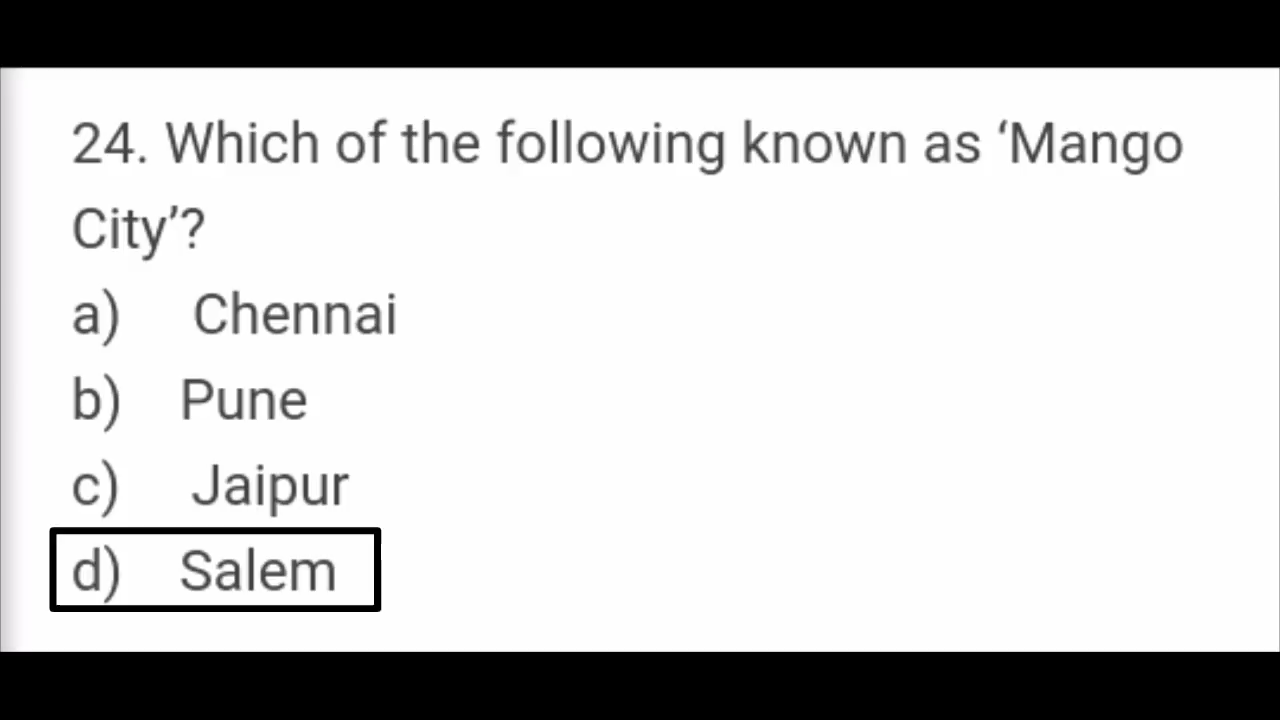 24. Which of the following known as ‘Mango
City’?
a) Chennai
b) Pune
c) Jaipur
d) Salem